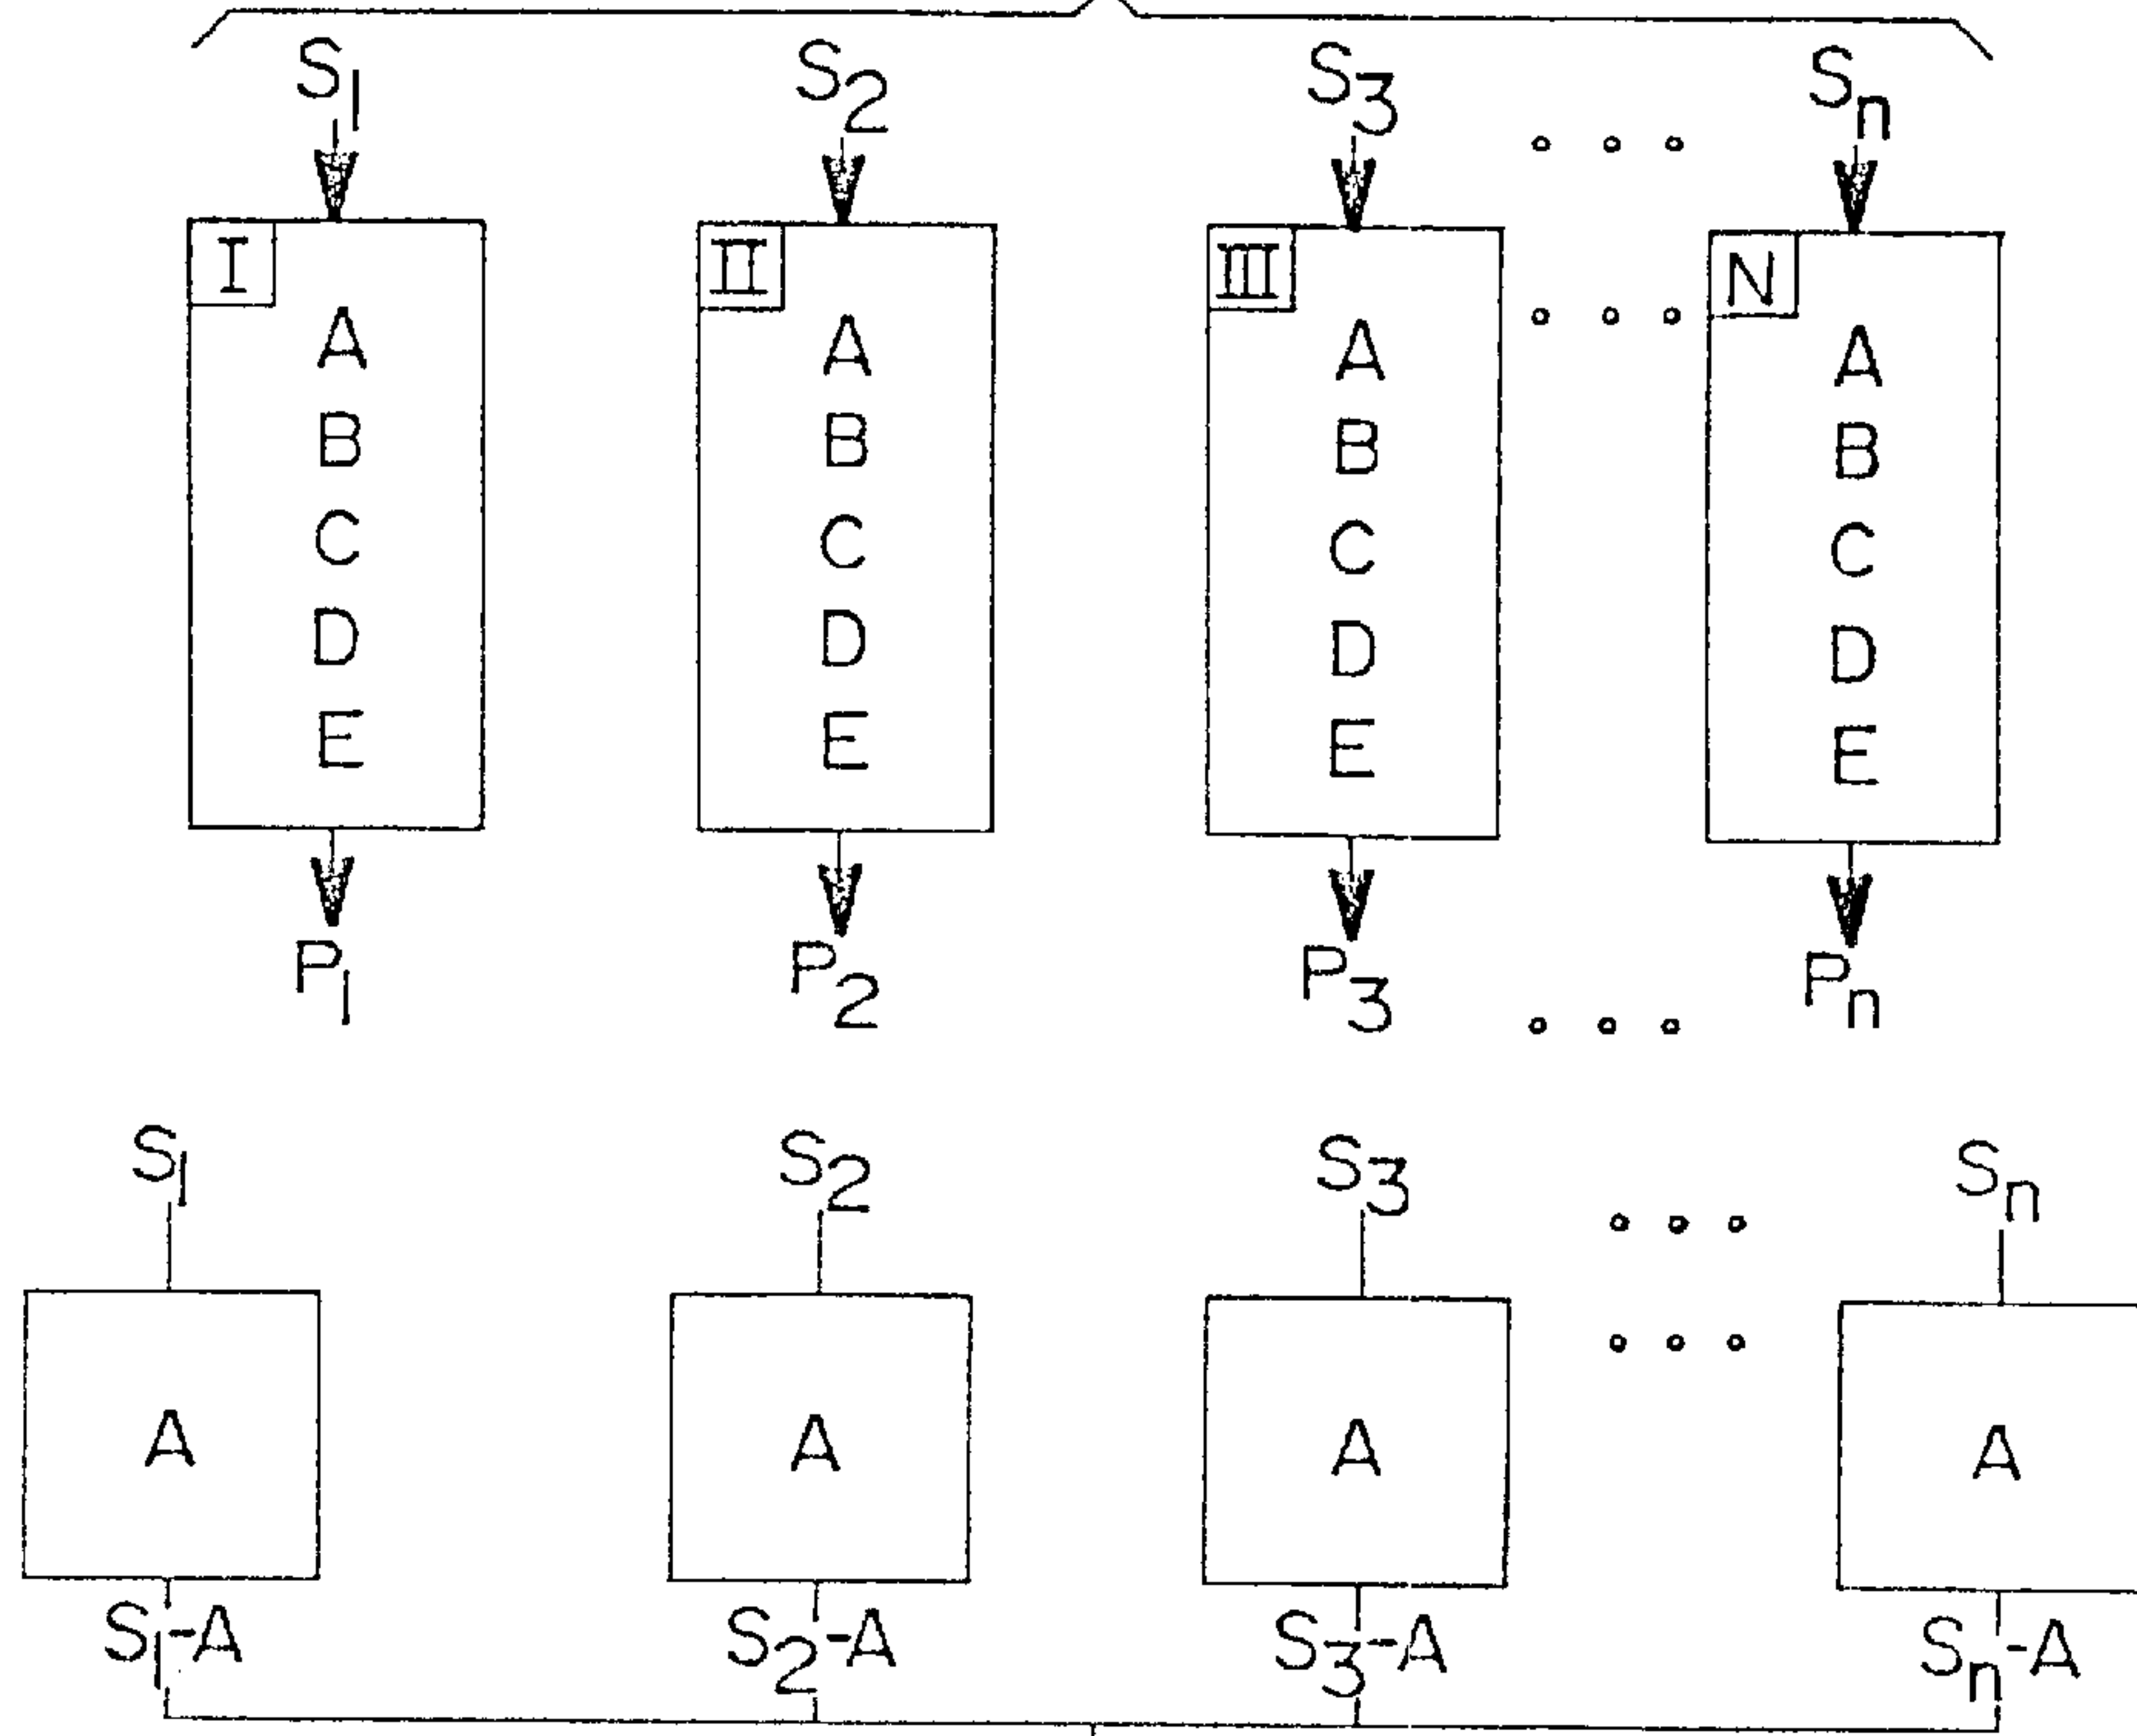 S1 S2 S3 Sn
I II III N
A A A A
B B B B
C C C C
D D D D
E E E E
P1 P2 P3 Pn
S1 S2 S3 Sn
A A A A
S1-A S2-A S3-A Sn-A